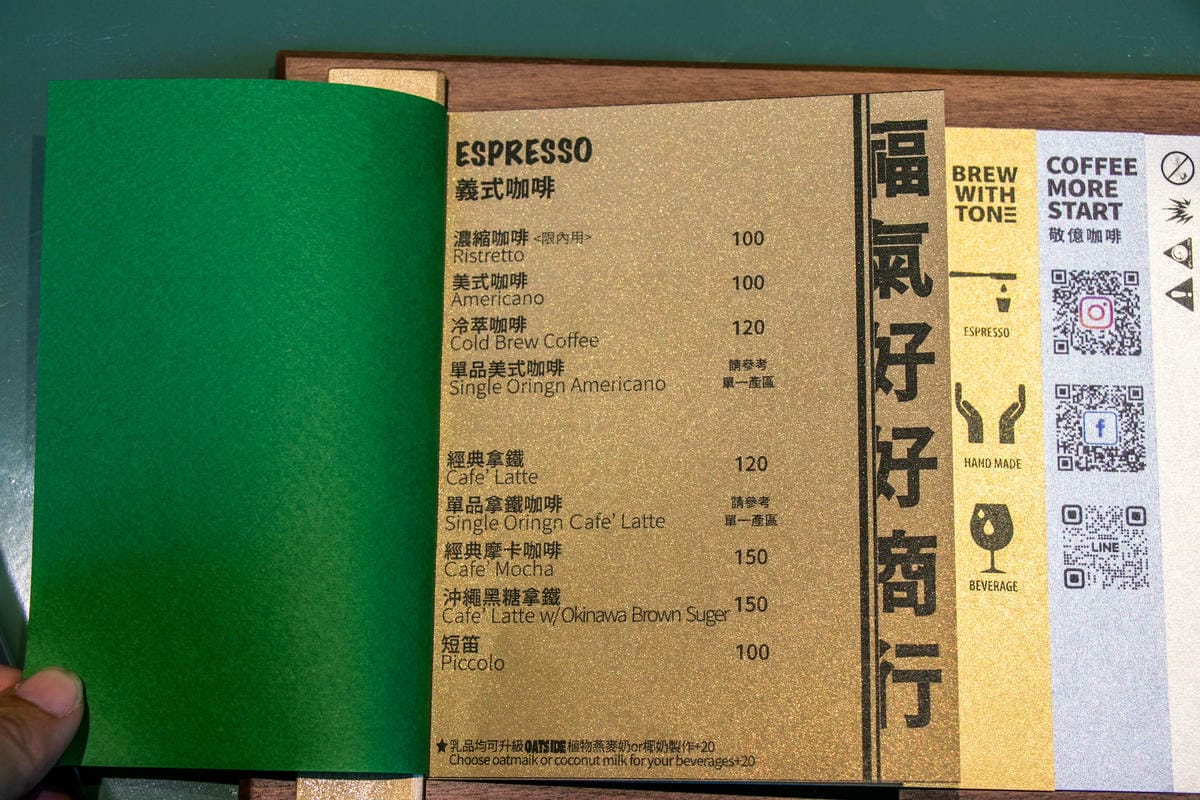 ESPRESSO
義式咖啡
濃縮咖啡 <限內用> 100
Ristretto
美式咖啡 100
Americano
冷萃咖啡 120
Cold Brew Coffee
單品美式咖啡 請參考
Single Oringn Americano 單一產區
經典拿鐵 120
Cafe' Latte
單品拿鐵咖啡 請參考
Single Oringn Cafe' Latte 單一產區
經典摩卡咖啡 150
Cafe' Mocha
沖繩黑糖拿鐵 150
Cafe' Latte w/Okinawa Brown Suger
短笛 100
Piccolo
★乳品均可升級OATSIDE植物燕麥奶or椰奶製作+20
Choose oatmaik or coconut milk for your beverages+20
福氣好好商行
BREW
WITH
TONE
ESPRESSO
HAND MADE
BEVERAGE
COFFEE
MORE
START
敬億咖啡
LINE